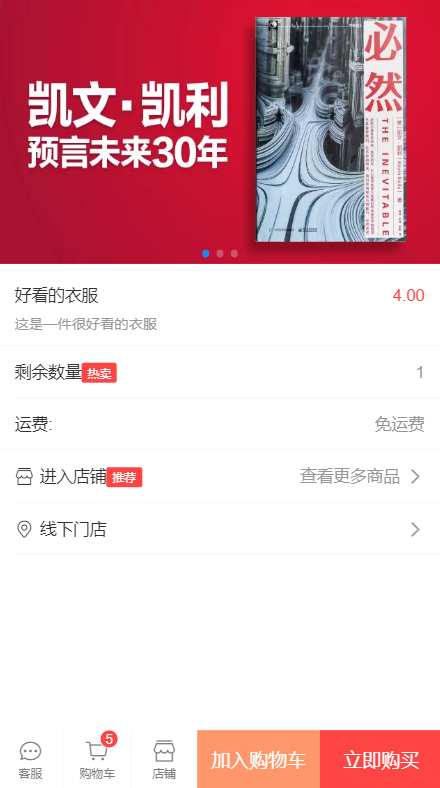 凯文·凯利
预言未来30年
必然
THE INEVITABLE
好看的衣服
4.00
这是一件很好看的衣服
剩余数量 热卖
1
运费:
免运费
进入店铺 推荐
查看更多商品
线下门店
客服
购物车
5
店铺
加入购物车
立即购买